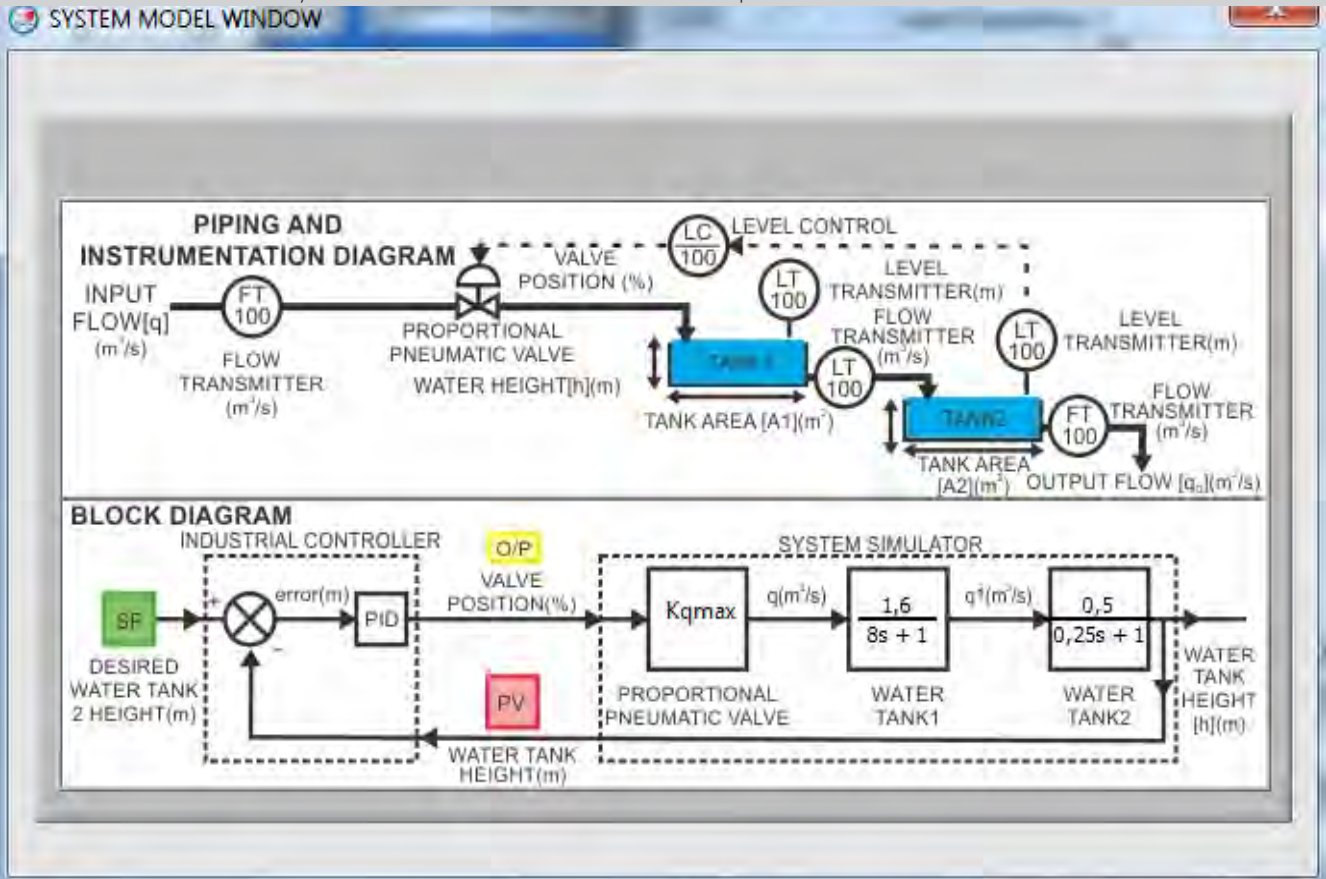 SYSTEM MODEL WINDOW
PIPING AND
INSTRUMENTATION DIAGRAM
INPUT
FLOW[q]
(m³/s)
FT
100
FLOW
TRANSMITTER
(m³/s)
VALVE
POSITION (%)
PROPORTIONAL
PNEUMATIC VALVE
WATER HEIGHT[h](m)
LC
100
LEVEL CONTROL
LT
100
LEVEL
TRANSMITTER(m)
FLOW
TRANSMITTER
(m³/s)
TANK 1
LT
100
TANK AREA [A1](m²)
LT
100
LEVEL
TRANSMITTER(m)
TANK2
FT
100
FLOW
TRANSMITTER
(m³/s)
TANK AREA
[A2](m²)
OUTPUT FLOW [q₀](m³/s)
BLOCK DIAGRAM
INDUSTRIAL CONTROLLER
SP
DESIRED
WATER TANK
2 HEIGHT(m)
+
−
error(m)
PID
O/P
VALVE
POSITION(%)
PV
WATER TANK
HEIGHT(m)
SYSTEM SIMULATOR
Kqmax
PROPORTIONAL
PNEUMATIC VALVE
q(m³/s)
1,6
8s + 1
WATER
TANK1
q1(m³/s)
0,5
0,25s + 1
WATER
TANK2
WATER
TANK
HEIGHT
[h](m)